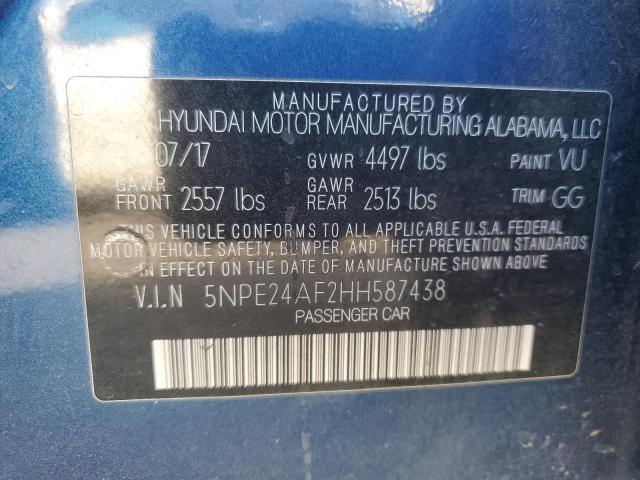 MANUFACTURED BY
HYUNDAI MOTOR MANUFACTURING ALABAMA, LLC
07/17 GVWR 4497 lbs PAINT VU
GAWR FRONT 2557 lbs GAWR REAR 2513 lbs TRIM GG
THIS VEHICLE CONFORMS TO ALL APPLICABLE U.S.A. FEDERAL
MOTOR VEHICLE SAFETY, BUMPER, AND THEFT PREVENTION STANDARDS
IN EFFECT ON THE DATE OF MANUFACTURE SHOWN ABOVE
V.I.N 5NPE24AF2HH587438
PASSENGER CAR